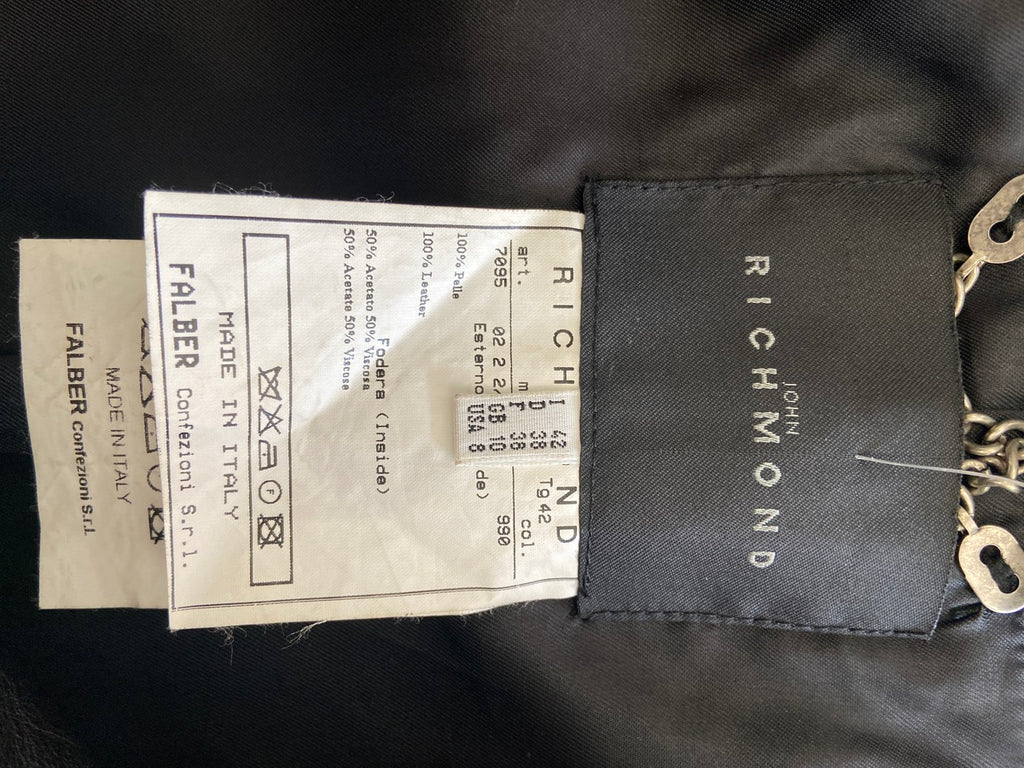 JOHN
RICHMOND
RICH ND
I 42
D 38
F 38
GB 10
USA 8
Tg 42
art. col.
7095 02 2 990
Esterno
100% Pelle
100% Leather
Fodera (Inside)
50% Acetato 50% Viscosa
50% Acetate 50% Viscose
F
MADE IN ITALY
FALBER Confezioni S.r.l.
MADE IN ITALY
FALBER Confezioni S.r.l.